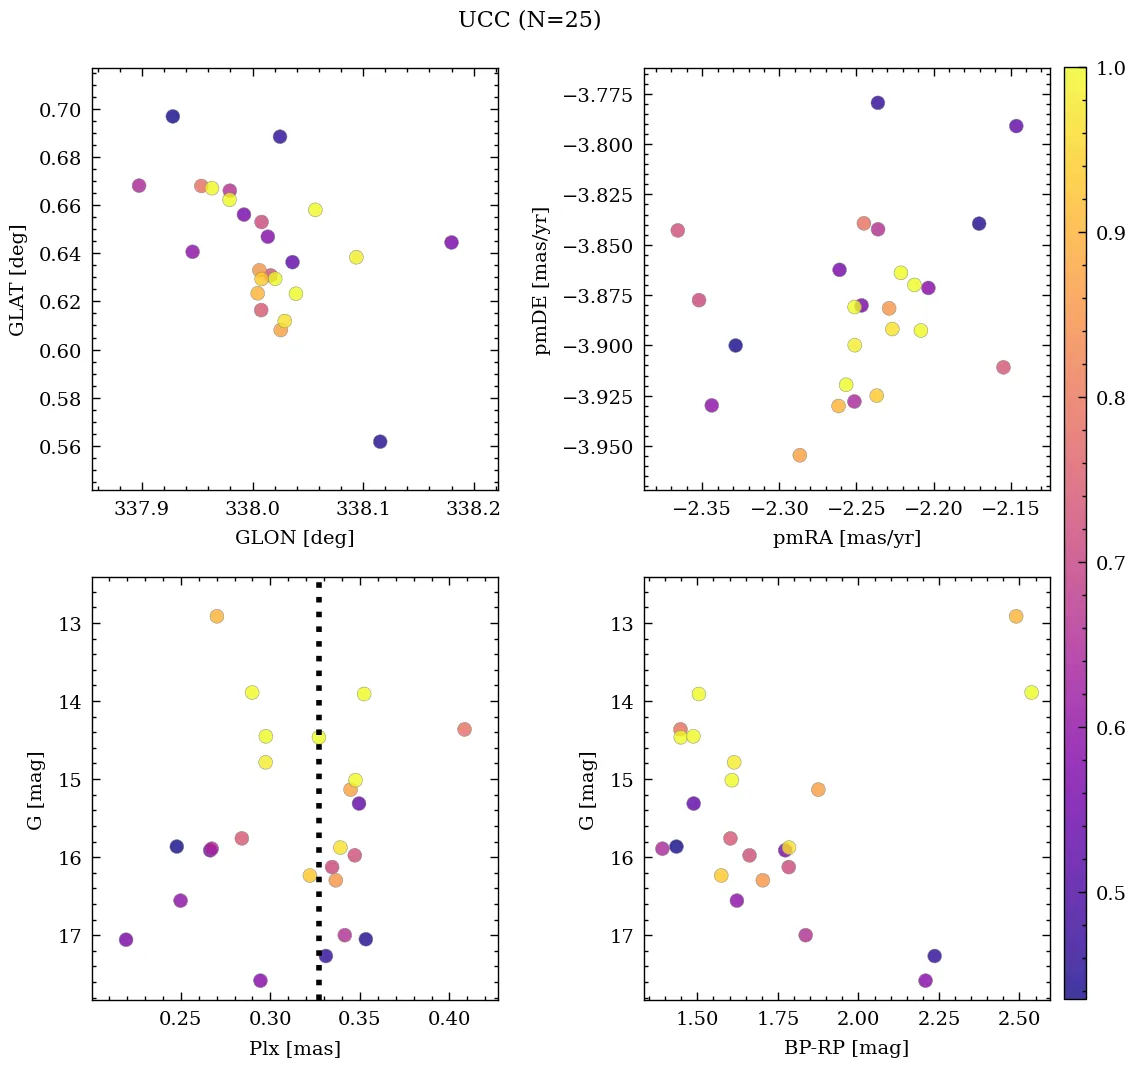 UCC (N=25)
0.70
0.68
0.66
0.64
0.62
0.60
0.58
0.56
GLAT [deg]
337.9 338.0 338.1 338.2
GLON [deg]
−3.775
−3.800
−3.825
−3.850
−3.875
−3.900
−3.925
−3.950
pmDE [mas/yr]
−2.35 −2.30 −2.25 −2.20 −2.15
pmRA [mas/yr]
13
14
15
16
17
G [mag]
0.25 0.30 0.35 0.40
Plx [mas]
13
14
15
16
17
G [mag]
1.50 1.75 2.00 2.25 2.50
BP-RP [mag]
1.0
0.9
0.8
0.7
0.6
0.5